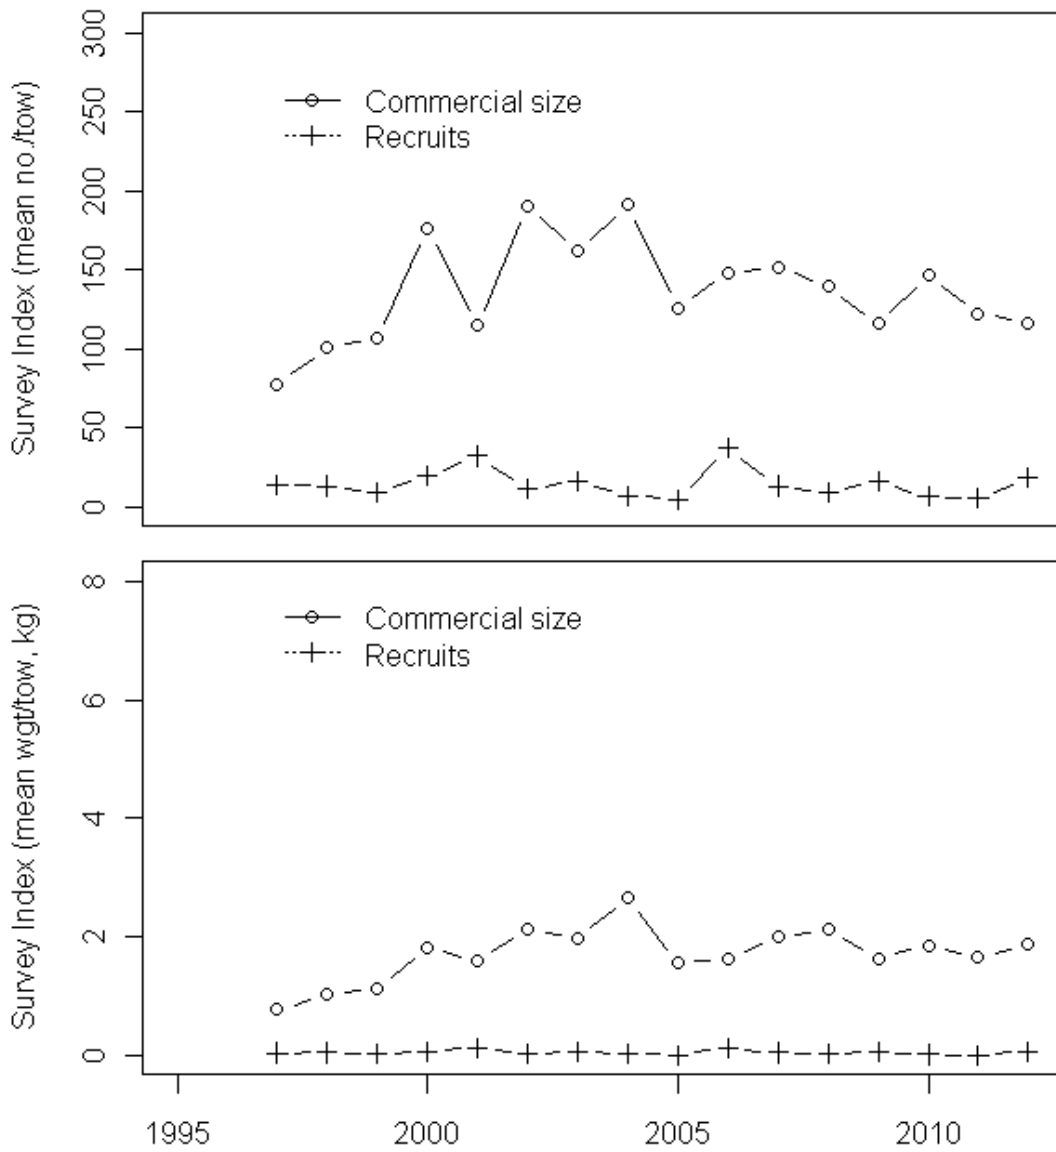 Survey Index (mean no./tow)
300
250
200
150
100
50
0
Commercial size
Recruits
Survey Index (mean wgt/tow, kg)
8
6
4
2
0
Commercial size
Recruits
1995
2000
2005
2010